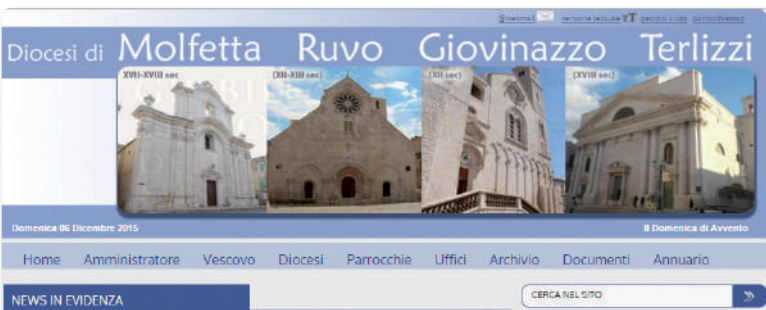 @webmail versione testuale TT gestisci il sito parrocchiemap
Diocesi di Molfetta Ruvo Giovinazzo Terlizzi
XVII-XVIII sec (XII-XIII sec) (XII sec) (XVIII sec)
Domenica 06 Dicembre 2015 II Domenica di Avvento
Home Amministratore Vescovo Diocesi Parrocchie Uffici Archivio Documenti Annuario
NEWS IN EVIDENZA CERCA NEL SITO